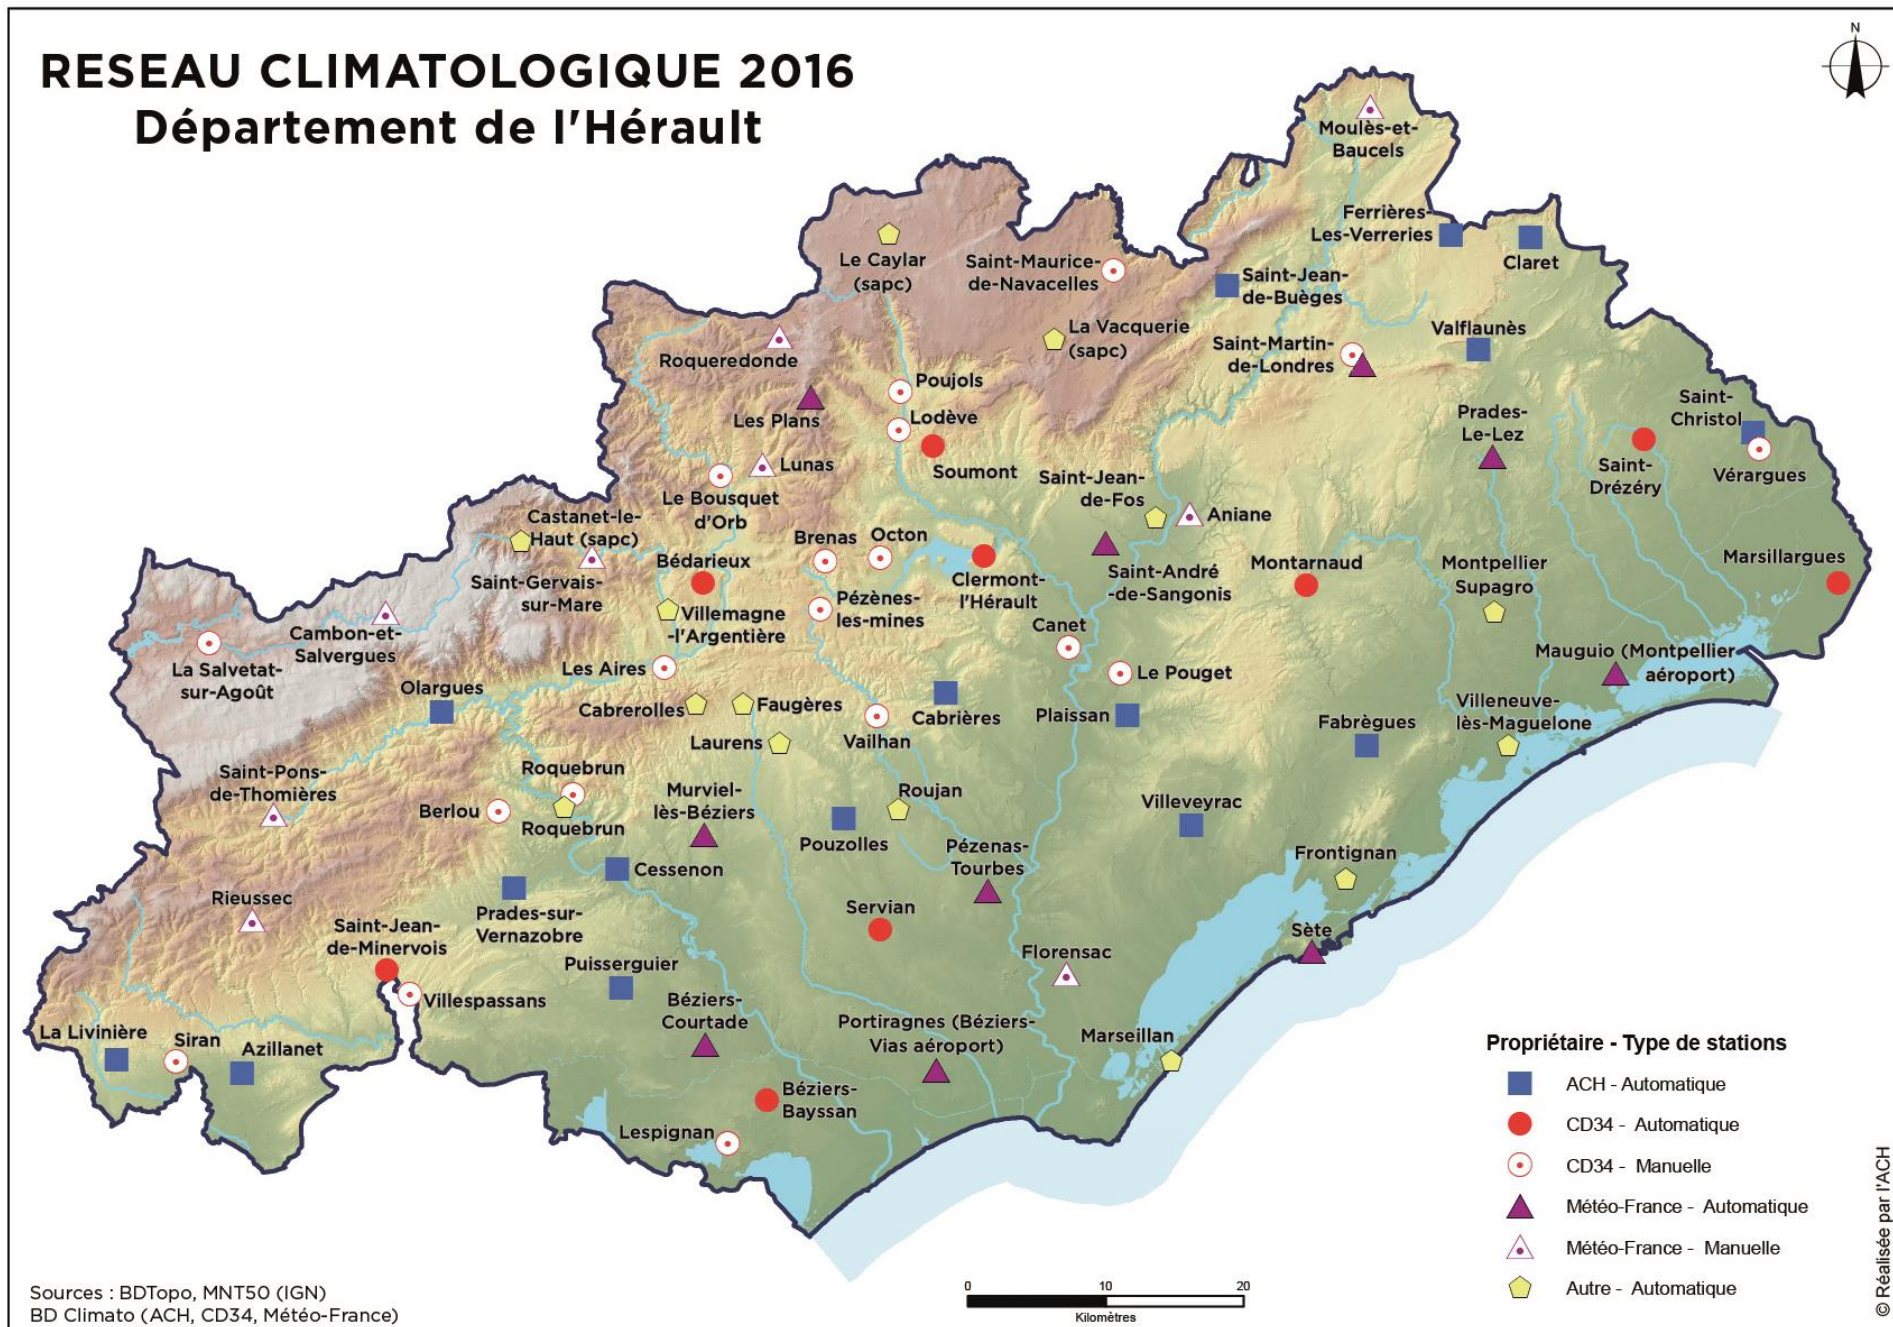 N
RESEAU CLIMATOLOGIQUE 2016
Département de l'Hérault
Moulès-et-
Baucels
Ferrières-
Les-Verreries
Claret
Le Caylar
(sapc)
Saint-Maurice-
de-Navacelles
Saint-Jean-
de-Buèges
La Vacquerie
(sapc)
Saint-Martin-
de-Londres
Valflaunès
Roqueredonde
Les Plans
Poujols
Lodève
Soumont
Prades-
Le-Lez
Saint-
Christol
Saint-
Drézéry
Vérargues
Lunas
Le Bousquet
d'Orb
Saint-Jean-
de-Fos
Aniane
Castanet-le-
Haut (sapc)
Saint-Gervais-
sur-Mare
Bédarieux
Brenas
Octon
Clermont-
l'Hérault
Saint-André
-de-Sangonis
Montarnaud
Montpellier
Supagro
Marsillargues
Villemagne
-l'Argentière
Pézènes-
les-mines
Canet
Cambon-et-
Salvergues
La Salvetat-
sur-Agoût
Les Aires
Le Pouget
Mauguio (Montpellier
aéroport)
Olargues
Cabrerolles
Faugères
Vailhan
Cabrières
Plaissan
Fabrègues
Villeneuve-
lès-Maguelone
Laurens
Saint-Pons-
de-Thomières
Roquebrun
Berlou
Roquebrun
Murviel-
lès-Béziers
Roujan
Pouzolles
Villeveyrac
Pézenas-
Tourbes
Frontignan
Cessenon
Rieussec
Prades-sur-
Vernazobre
Servian
Saint-Jean-
de-Minervois
Sète
Florensac
Puisserguier
Villespassans
Béziers-
Courtade
Portiragnes (Béziers-
Vias aéroport)
Marseillan
La Livinière
Siran
Azillanet
Béziers-
Bayssan
Lespignan
Propriétaire - Type de stations
ACH - Automatique
CD34 - Automatique
CD34 - Manuelle
Météo-France - Automatique
Météo-France - Manuelle
Autre - Automatique
0 10 20
Kilomètres
Sources : BDTopo, MNT50 (IGN)
BD Climato (ACH, CD34, Météo-France)
© Réalisée par l'ACH